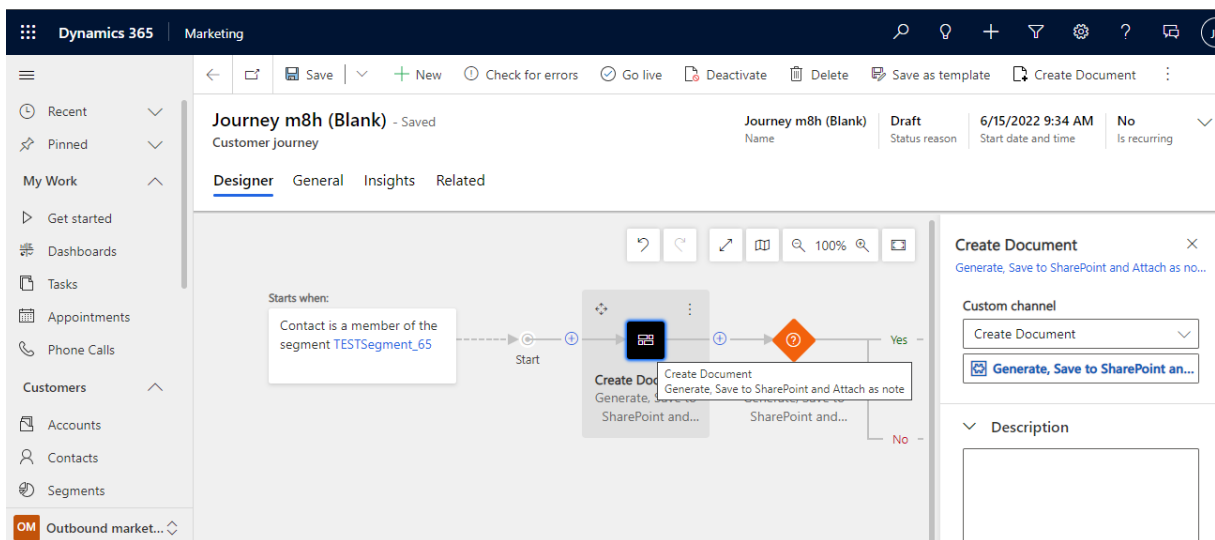 Dynamics 365 Marketing
Save New Check for errors Go live Deactivate Delete Save as template Create Document
Recent
Pinned
My Work
Get started
Dashboards
Tasks
Appointments
Phone Calls
Customers
Accounts
Contacts
Segments
OM Outbound market...
Journey m8h (Blank) - Saved
Customer journey
Journey m8h (Blank)
Name
Draft
Status reason
6/15/2022 9:34 AM
Start date and time
No
Is recurring
Designer General Insights Related
100%
Starts when:
Contact is a member of the
segment TESTSegment_65
Start
Create Document
Generate, Save to SharePoint and Attach as note
Generate,
SharePoint and...
SharePoint and...
Yes
No
Create Document
Generate, Save to SharePoint and Attach as no...
Custom channel
Create Document
Generate, Save to SharePoint an...
Description